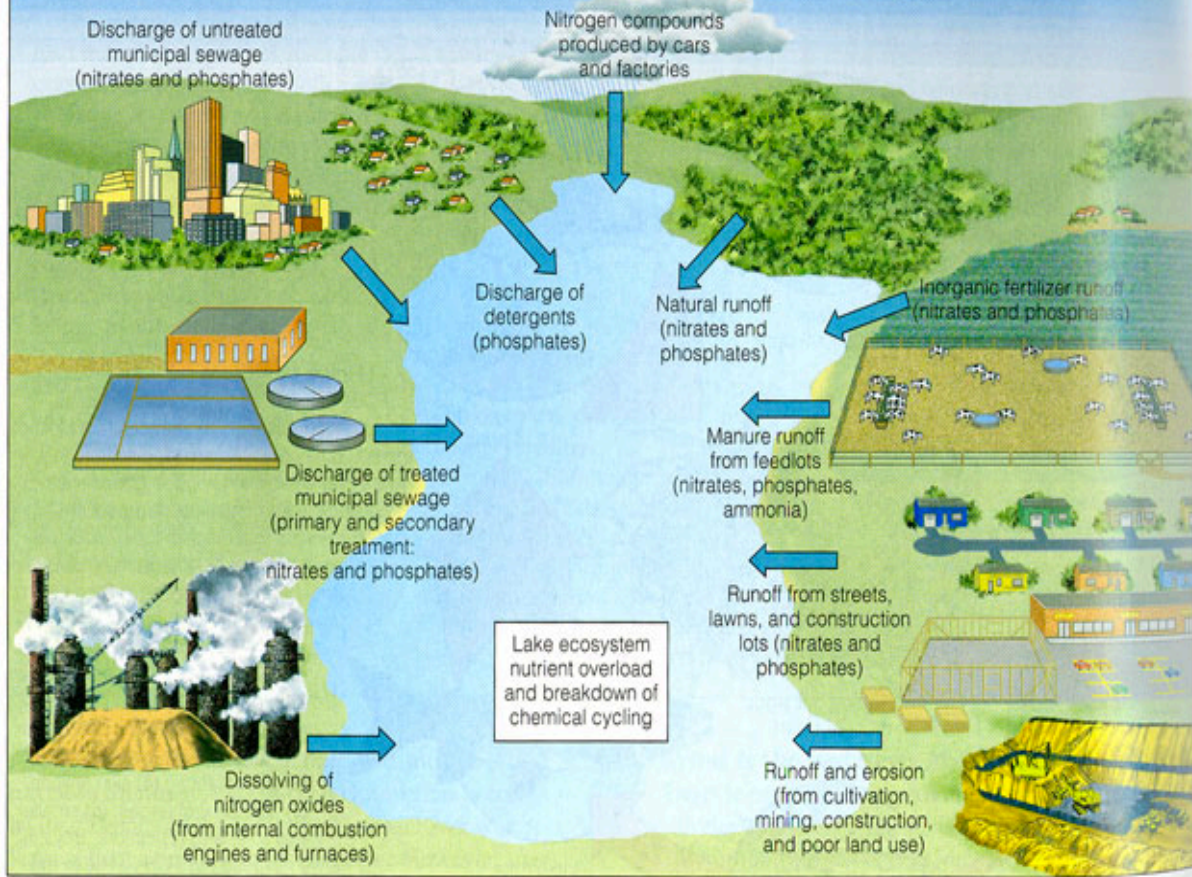 Discharge of untreated
municipal sewage
(nitrates and phosphates)
Nitrogen compounds
produced by cars
and factories
Discharge of
detergents
(phosphates)
Natural runoff
(nitrates and
phosphates)
Inorganic fertilizer runoff
(nitrates and phosphates)
Manure runoff
from feedlots
(nitrates, phosphates,
ammonia)
Discharge of treated
municipal sewage
(primary and secondary
treatment:
nitrates and phosphates)
Runoff from streets,
lawns, and construction
lots (nitrates and
phosphates)
Lake ecosystem
nutrient overload
and breakdown of
chemical cycling
Dissolving of
nitrogen oxides
(from internal combustion
engines and furnaces)
Runoff and erosion
(from cultivation,
mining, construction,
and poor land use)